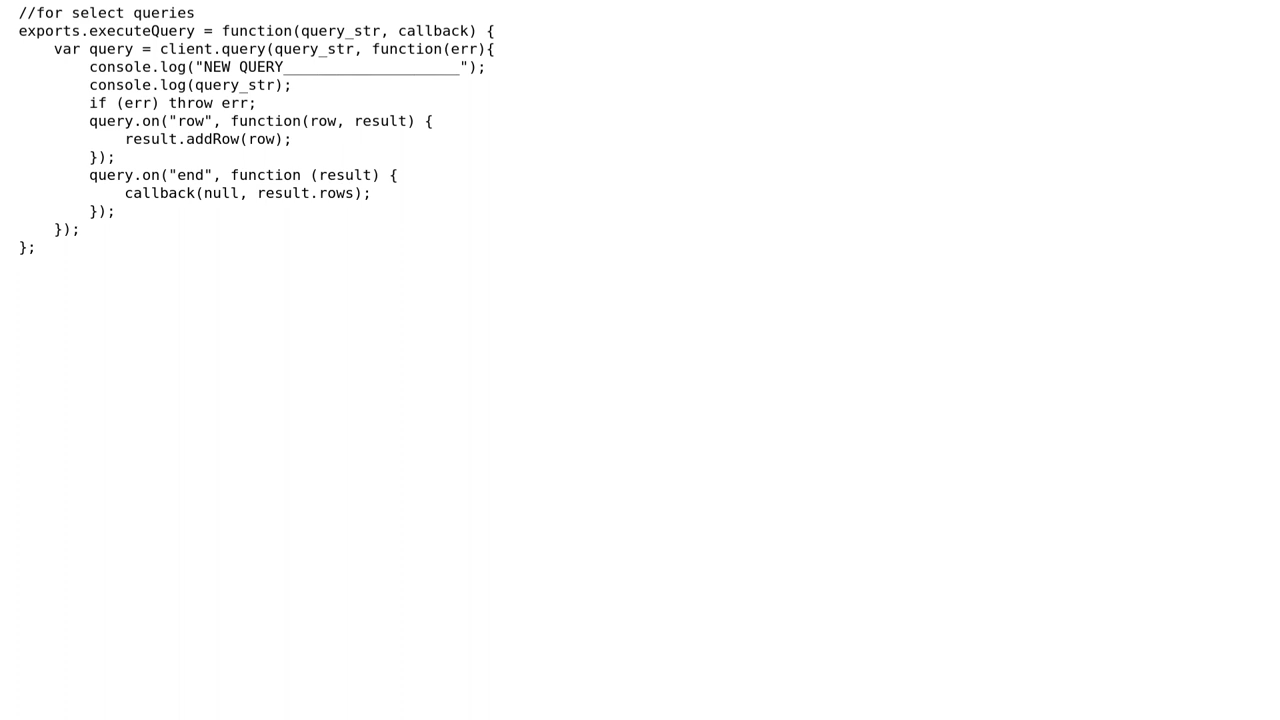 //for select queries
exports.executeQuery = function(query_str, callback) {
    var query = client.query(query_str, function(err){
        console.log("NEW QUERY____________________");
        console.log(query_str);
        if (err) throw err;
        query.on("row", function(row, result) {
            result.addRow(row);
        });
        query.on("end", function (result) {
            callback(null, result.rows);
        });
    });
};